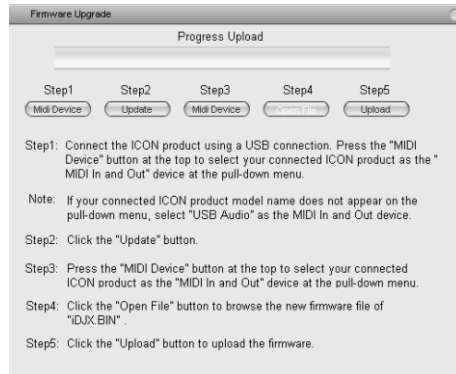 Firmware Upgrade
Progress Upload
Step1 Step2 Step3 Step4 Step5
Midi Device Update Midi Device Open File Upload
Step1: Connect the ICON product using a USB connection. Press the "MIDI
Device" button at the top to select your connected ICON product as the "
MIDI In and Out" device at the pull-down menu.
Note: If your connected ICON product model name does not appear on the
pull-down menu, select "USB Audio" as the MIDI In and Out device.
Step2: Click the "Update" button.
Step3: Press the "MIDI Device" button at the top to select your connected
ICON product as the "MIDI In and Out" device at the pull-down menu.
Step4: Click the "Open File" button to browse the new firmware file of
"iDJX.BIN" .
Step5: Click the "Upload" button to upload the firmware.